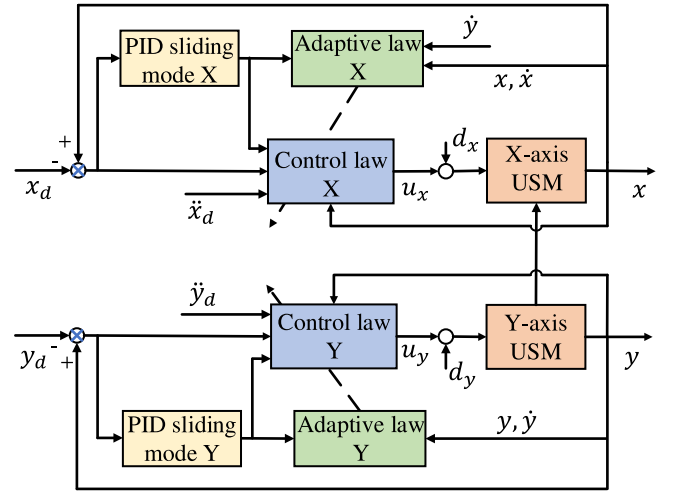 PID sliding
mode X
Adaptive law
X
ẏ
x, ẋ
+
-
x_d
Control law
X
ẍ_d
u_x
d_x
X-axis
USM
x
ÿ_d
Control law
Y
u_y
d_y
Y-axis
USM
y
y_d
-
+
PID sliding
mode Y
Adaptive law
Y
y, ẏ